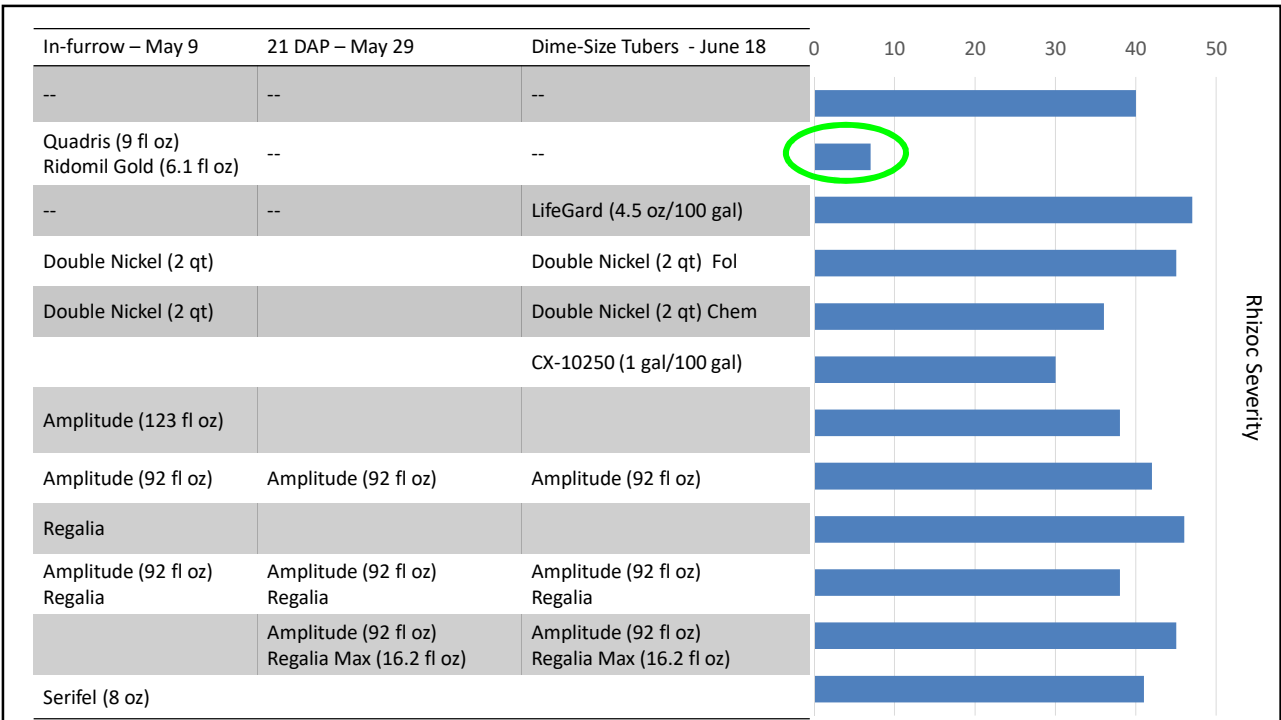 In-furrow – May 9 21 DAP – May 29 Dime-Size Tubers - June 18 0 10 20 30 40 50
-- -- --
Quadris (9 fl oz)
Ridomil Gold (6.1 fl oz) -- --
-- -- LifeGard (4.5 oz/100 gal)
Double Nickel (2 qt) Double Nickel (2 qt) Fol
Double Nickel (2 qt) Double Nickel (2 qt) Chem
CX-10250 (1 gal/100 gal)
Amplitude (123 fl oz)
Amplitude (92 fl oz) Amplitude (92 fl oz) Amplitude (92 fl oz)
Regalia
Amplitude (92 fl oz) Amplitude (92 fl oz) Amplitude (92 fl oz)
Regalia Regalia Regalia
Amplitude (92 fl oz) Amplitude (92 fl oz)
Regalia Max (16.2 fl oz) Regalia Max (16.2 fl oz)
Serifel (8 oz)
Rhizoc Severity